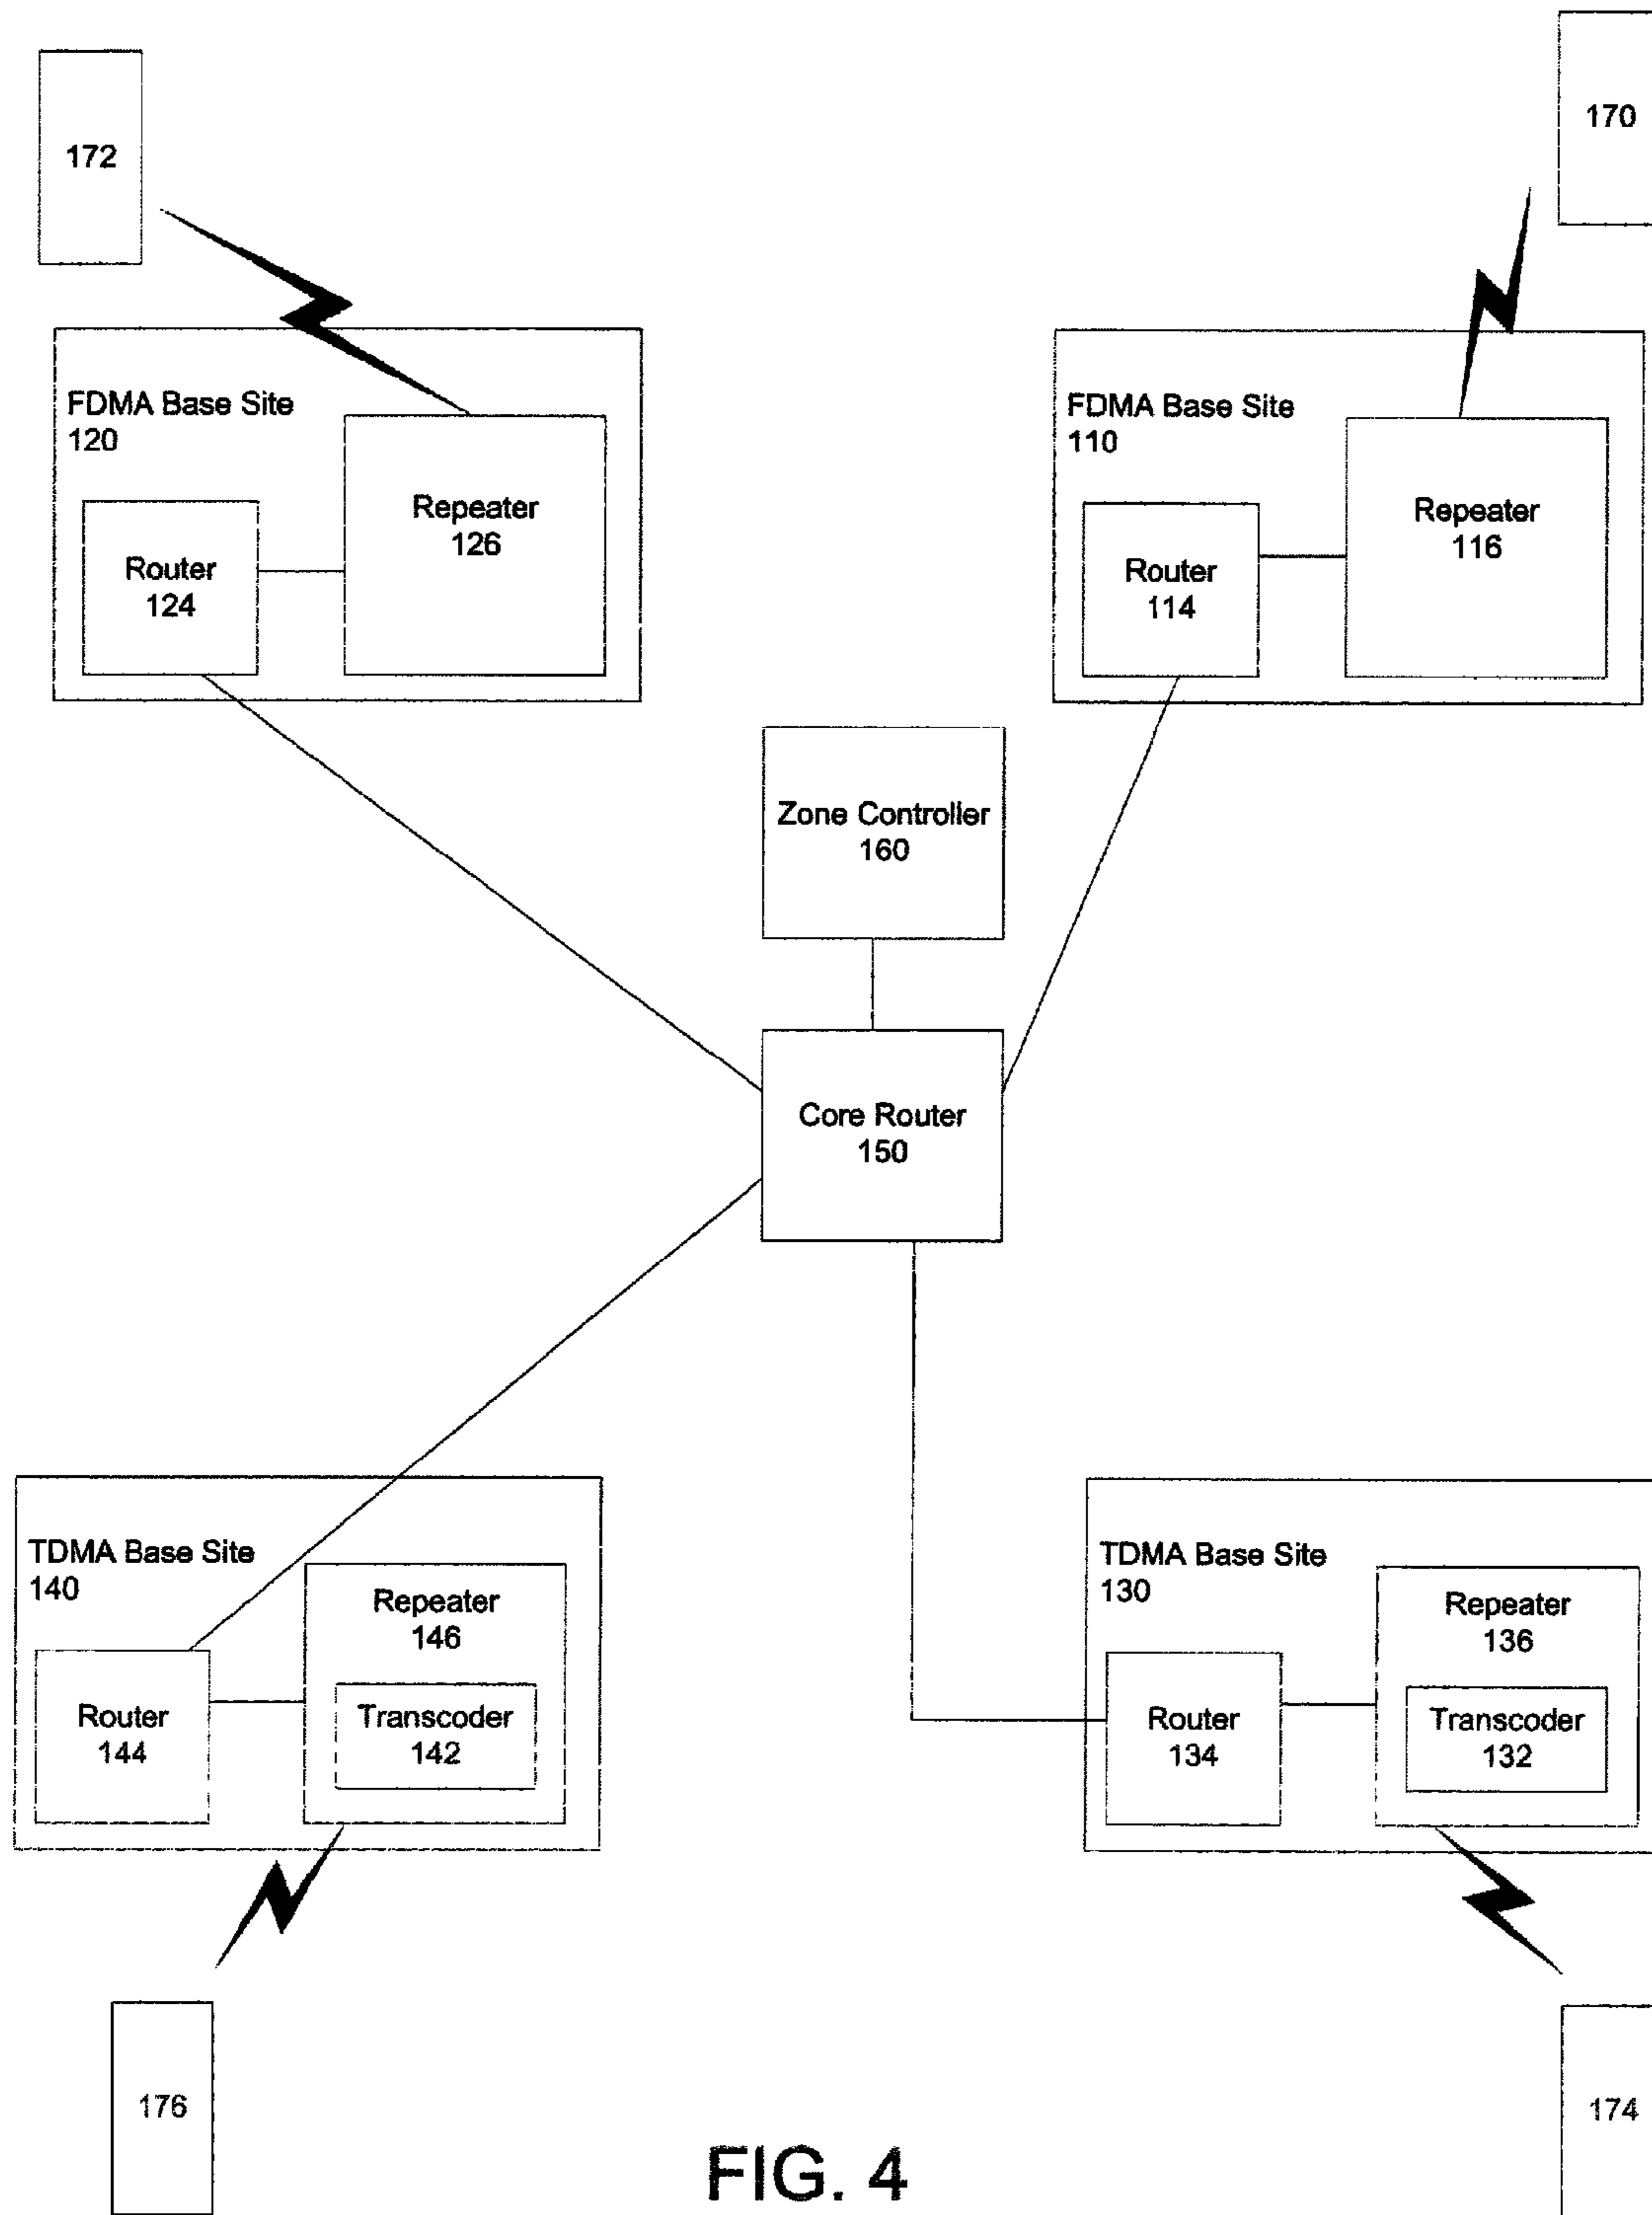 172
170
FDMA Base Site
120
Repeater
126
Router
124
FDMA Base Site
110
Repeater
116
Router
114
Zone Controller
160
Core Router
150
TDMA Base Site
140
Repeater
146
Router
144
Transcoder
142
TDMA Base Site
130
Repeater
136
Router
134
Transcoder
132
176
174
FIG. 4